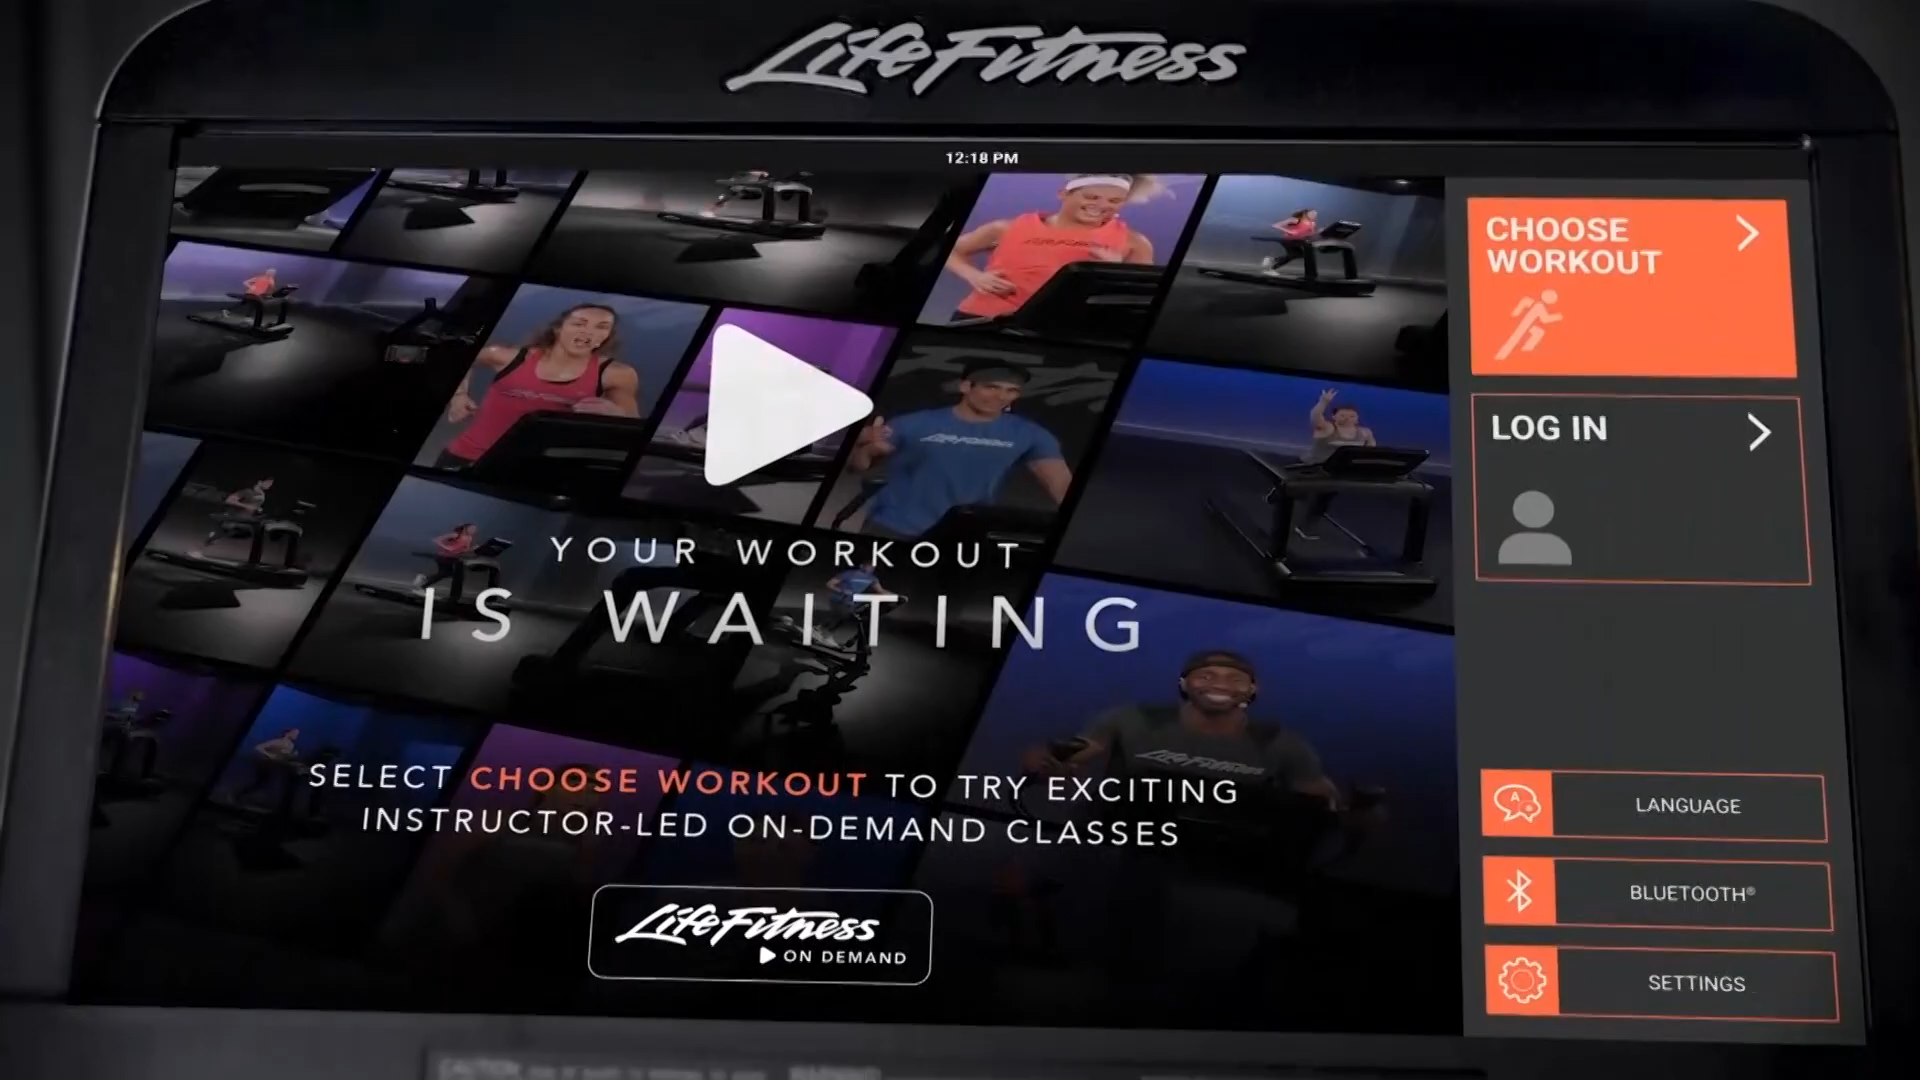 LifeFitness
12:18 PM
CHOOSE
WORKOUT
LOG IN
YOUR WORKOUT
IS WAITING
SELECT CHOOSE WORKOUT TO TRY EXCITING
INSTRUCTOR-LED ON-DEMAND CLASSES
LifeFitness
ON DEMAND
LANGUAGE
BLUETOOTH®
SETTINGS
CAUTION